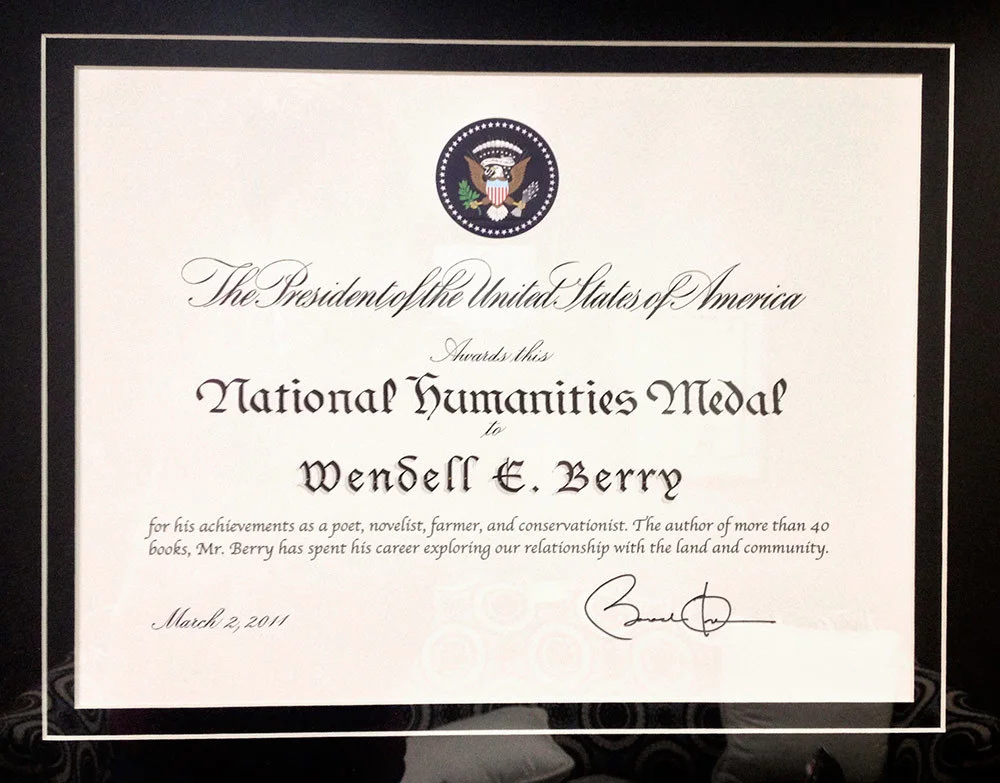 The President of the United States of America
Awards this
National Humanities Medal
to
Wendell E. Berry
for his achievements as a poet, novelist, farmer, and conservationist. The author of more than 40
books, Mr. Berry has spent his career exploring our relationship with the land and community.
March 2, 2011